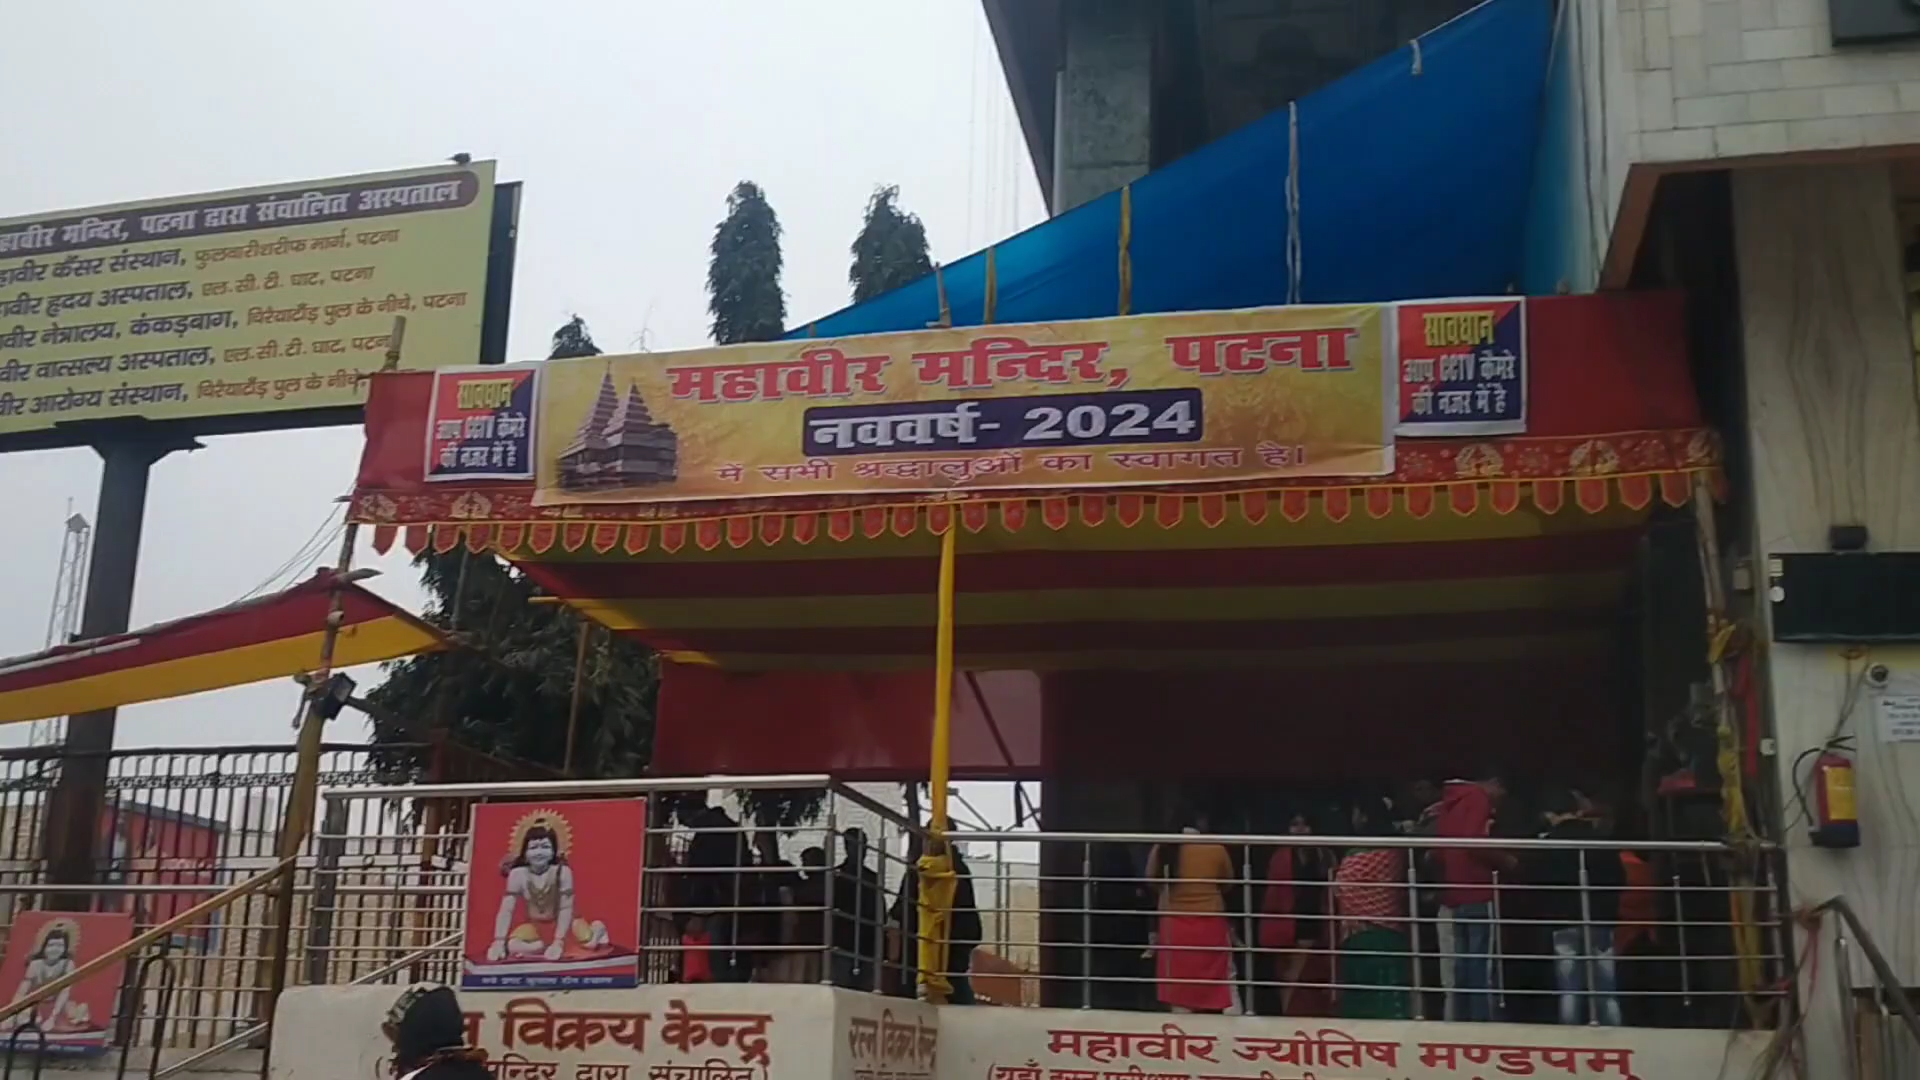 मन्दिर, पटना द्वारा संचालित अस्पताल
कैंसर संस्थान, फुलवारीशरीफ मार्ग, पटना
हृदय अस्पताल, एल.सी.टी. घाट, पटना
नेत्रालय, कंकड़बाग, चिरैयाटाँड़ पुल के नीचे, पटना
वात्सल्य अस्पताल, एल.सी.टी. घाट, पटना
आरोग्य संस्थान, चिरैयाटाँड़ पुल के नीचे,
सावधान
आप CCTV कैमरे
की नजर में है
महावीर मन्दिर, पटना
नववर्ष- 2024
में सभी श्रद्धालुओं का स्वागत है।
सावधान
आप CCTV कैमरे
की नजर में है
विक्रय केन्द्र
मन्दिर द्वारा संचालित)
रत्न विक्रय केन्द्र
महावीर ज्योतिष मण्डपम्